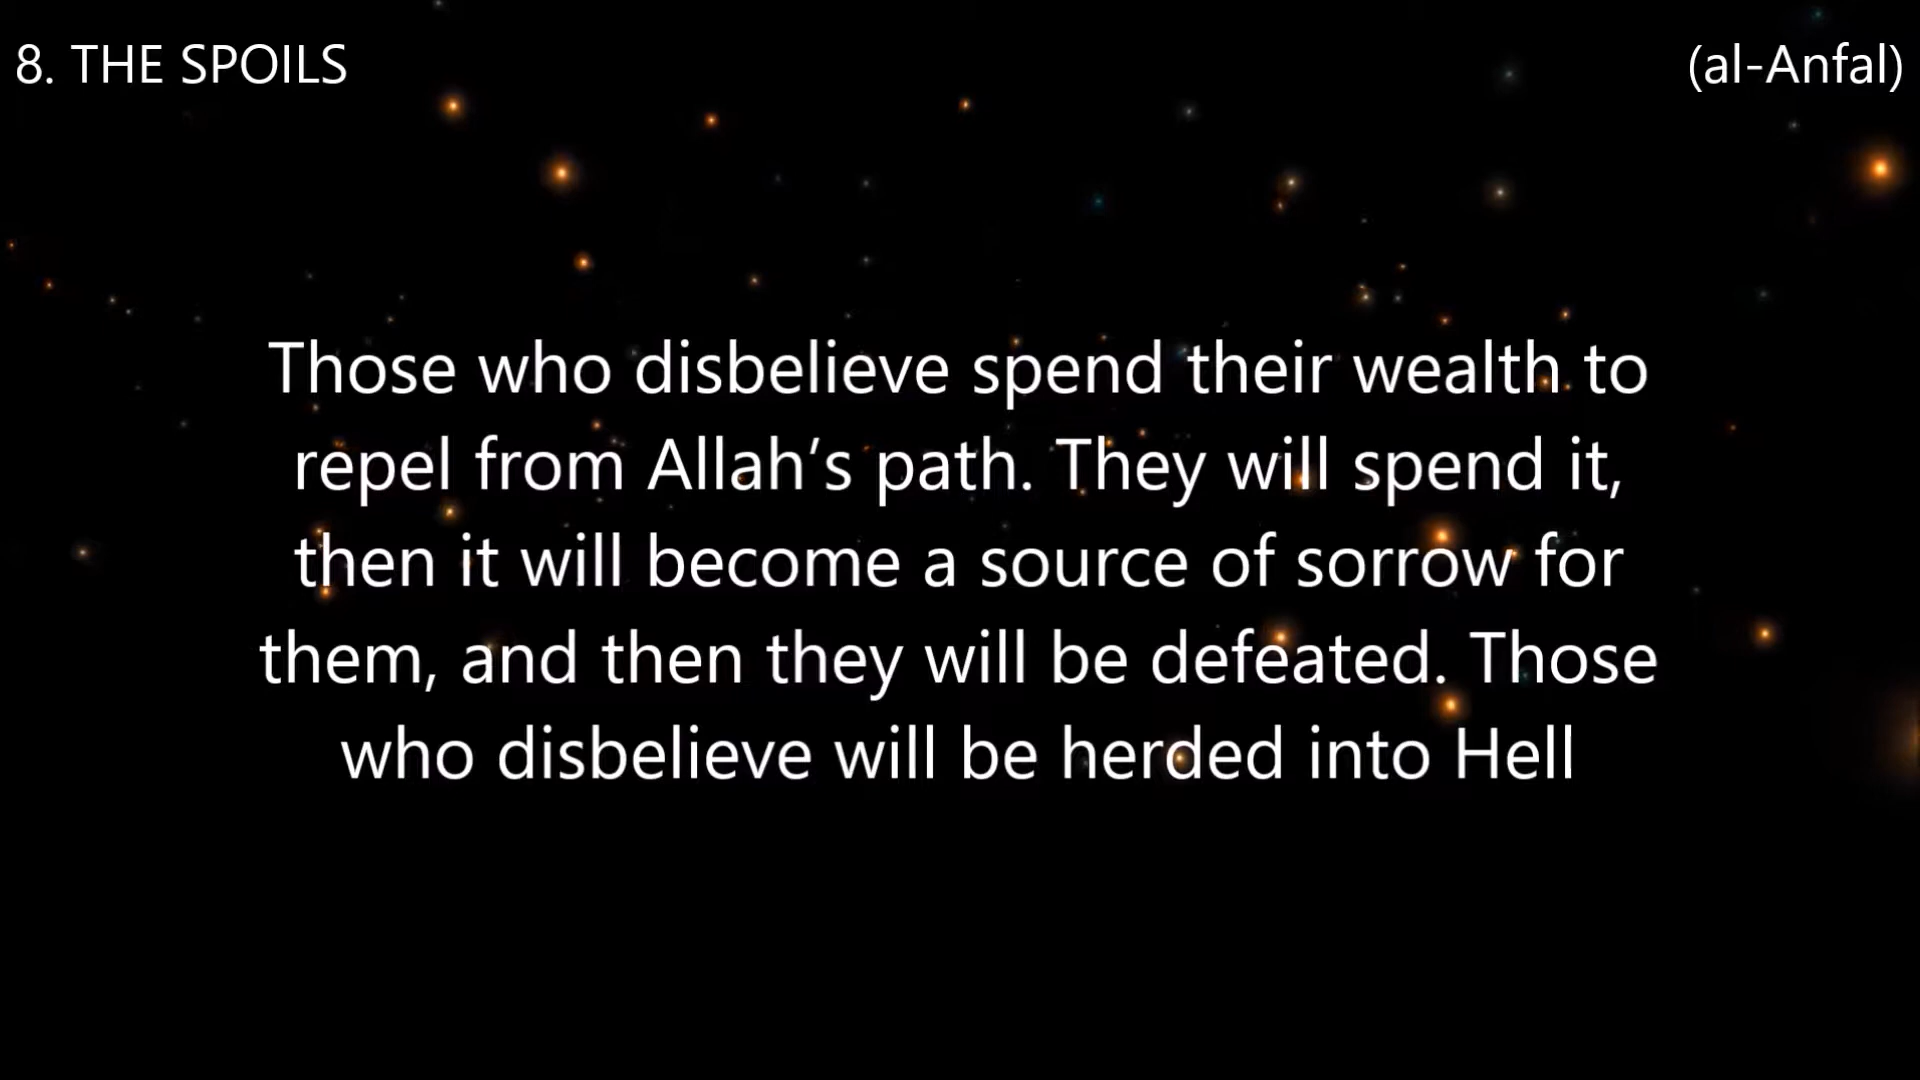 8. THE SPOILS
(al-Anfal)
Those who disbelieve spend their wealth to
repel from Allah’s path. They will spend it,
then it will become a source of sorrow for
them, and then they will be defeated. Those
who disbelieve will be herded into Hell